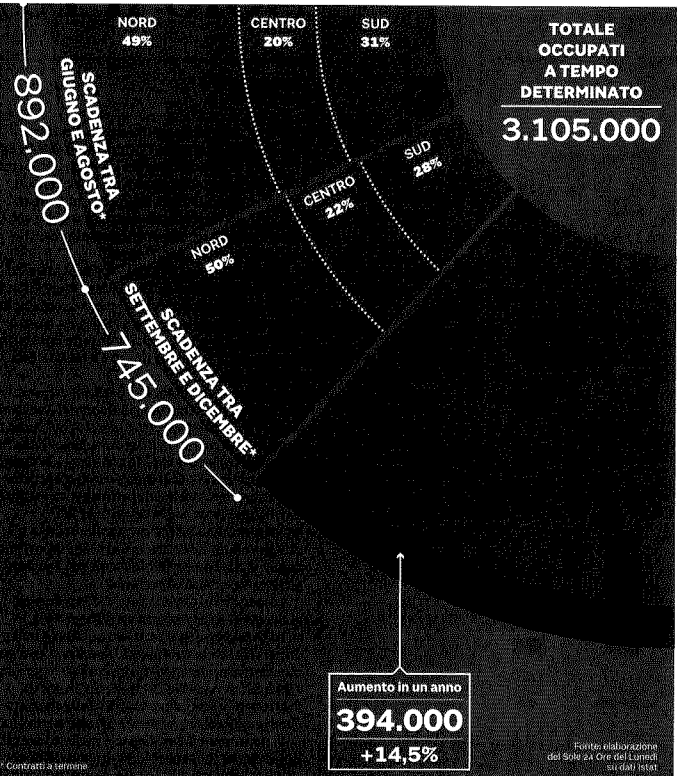 NORD
49%
CENTRO
20%
SUD
31%
TOTALE
OCCUPATI
A TEMPO
DETERMINATO
3.105.000
SCADENZA TRA
GIUGNO E AGOSTO*
892.000
NORD
50%
CENTRO
22%
SUD
28%
SCADENZA TRA
SETTEMBRE E DICEMBRE*
745.000
Aumento in un anno
394.000
+14,5%
* Contratti a termine
Fonte: elaborazione
del Sole 24 Ore del Lunedì
su dati Istat